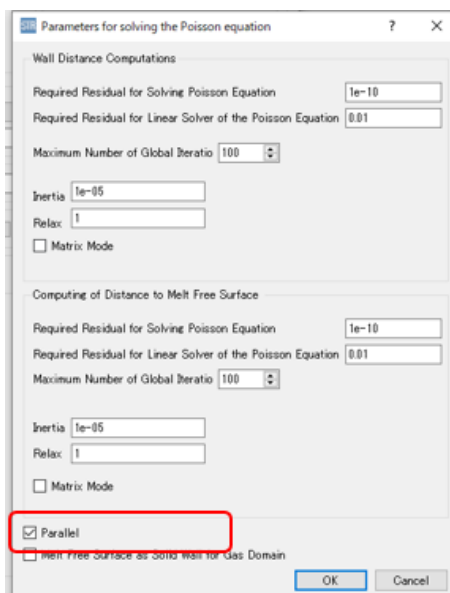 STR Parameters for solving the Poisson equation ? ×
Wall Distance Computations
Required Residual for Solving Poisson Equation 1e-10
Required Residual for Linear Solver of the Poisson Equation 0.01
Maximum Number of Global Iteratio 100
Inertia 1e-05
Relax 1
Matrix Mode
Computing of Distance to Melt Free Surface
Required Residual for Solving Poisson Equation 1e-10
Required Residual for Linear Solver of the Poisson Equation 0.01
Maximum Number of Global Iteratio 100
Inertia 1e-05
Relax 1
Matrix Mode
Parallel
Melt Free Surface as Solid Wall for Gas Domain
OK Cancel